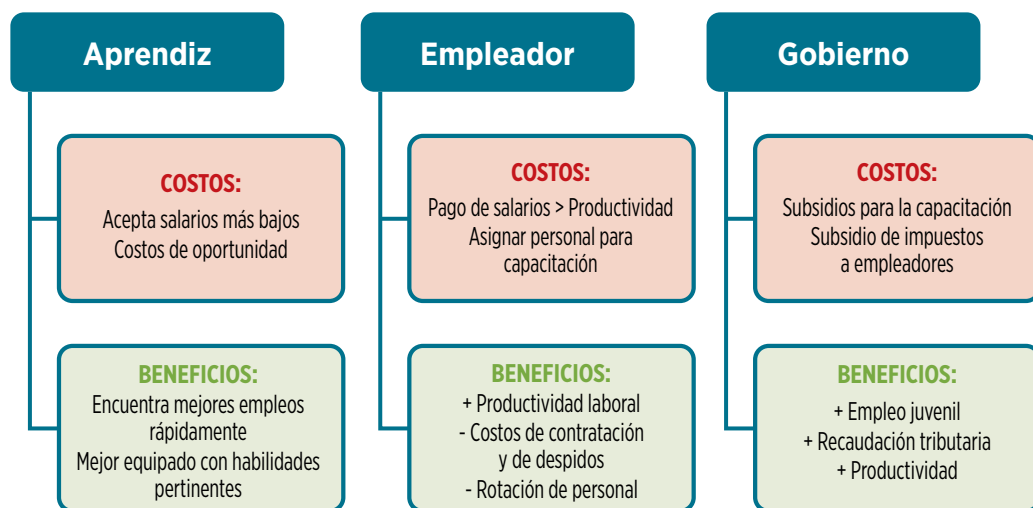 Aprendiz
COSTOS:
Acepta salarios más bajos
Costos de oportunidad
BENEFICIOS:
Encuentra mejores empleos
rápidamente
Mejor equipado con habilidades
pertinentes
Empleador
COSTOS:
Pago de salarios > Productividad
Asignar personal para
capacitación
BENEFICIOS:
+ Productividad laboral
- Costos de contratación
y de despidos
- Rotación de personal
Gobierno
COSTOS:
Subsidios para la capacitación
Subsidio de impuestos
a empleadores
BENEFICIOS:
+ Empleo juvenil
+ Recaudación tributaria
+ Productividad